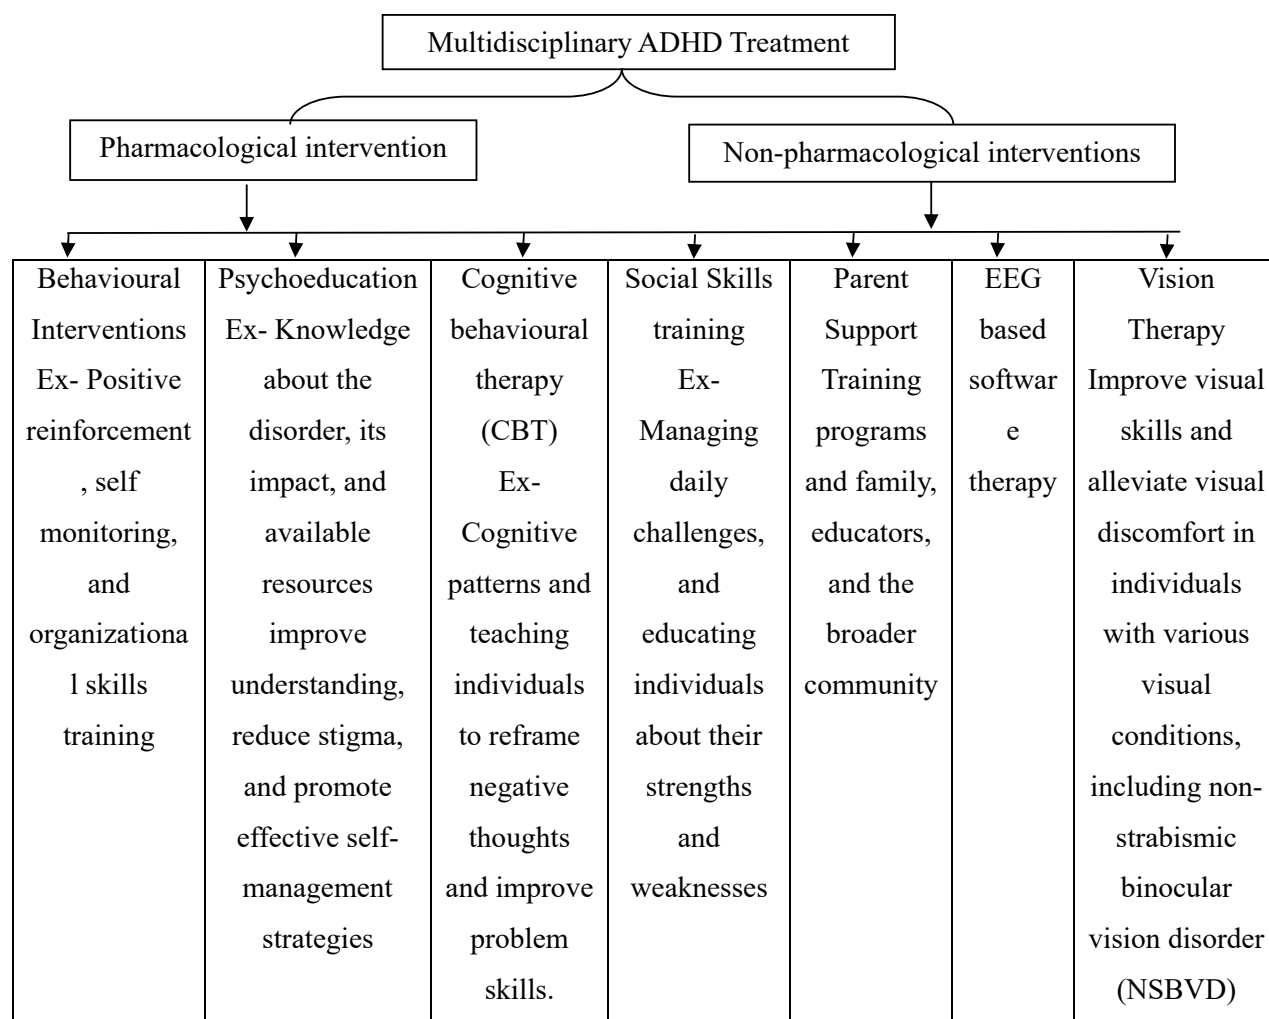 Multidisciplinary ADHD Treatment
Pharmacological intervention
Non-pharmacological interventions
Behavioural
Interventions
Ex- Positive
reinforcement
, self
monitoring,
and
organizationa
l skills
training
Psychoeducation
Ex- Knowledge
about the
disorder, its
impact, and
available
resources
improve
understanding,
reduce stigma,
and promote
effective self-
management
strategies
Cognitive
behavioural
therapy
(CBT)
Ex-
Cognitive
patterns and
teaching
individuals
to reframe
negative
thoughts
and improve
problem
skills.
Social Skills
training
Ex-
Managing
daily
challenges,
and
educating
individuals
about their
strengths
and
weaknesses
Parent
Support
Training
programs
and family,
educators,
and the
broader
community
EEG
based
softwar
e
therapy
Vision
Therapy
Improve visual
skills and
alleviate visual
discomfort in
individuals
with various
visual
conditions,
including non-
strabismic
binocular
vision disorder
(NSBVD)